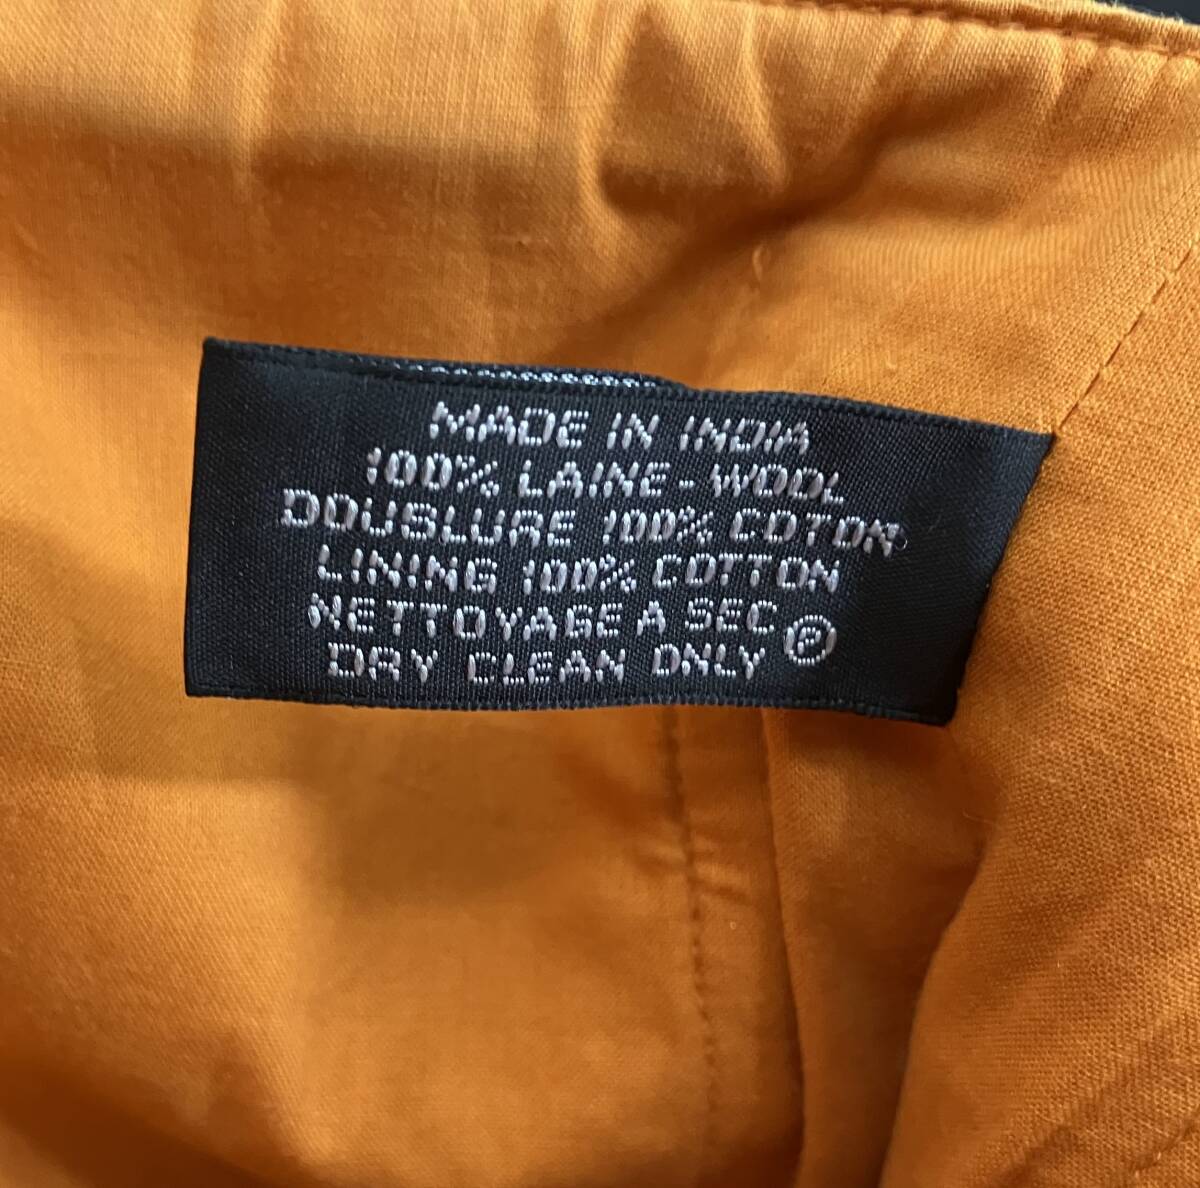 MADE IN INDIA
100% LAINE - WOOL
DOUBLURE 100% COTON
LINING 100% COTTON
NETTOYAGE A SEC
DRY CLEAN ONLY Ⓟ